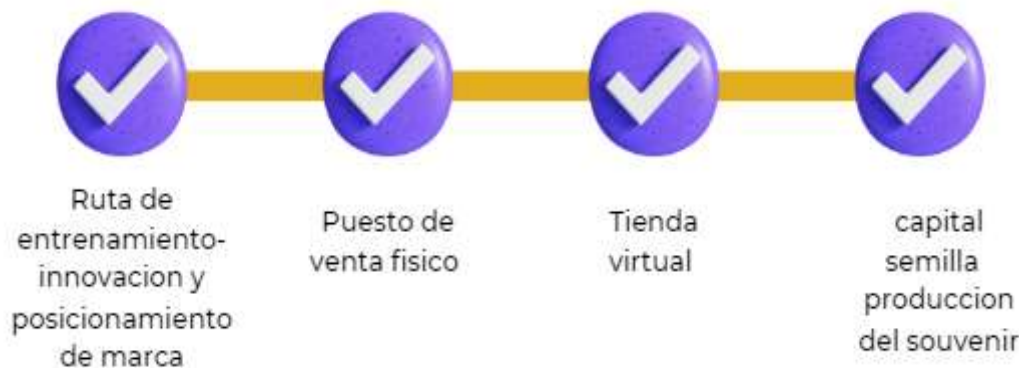 Ruta de
entrenamiento-
innovacion y
posicionamiento
de marca
Puesto de
venta fisico
Tienda
virtual
capital
semilla
produccion
del souvenir